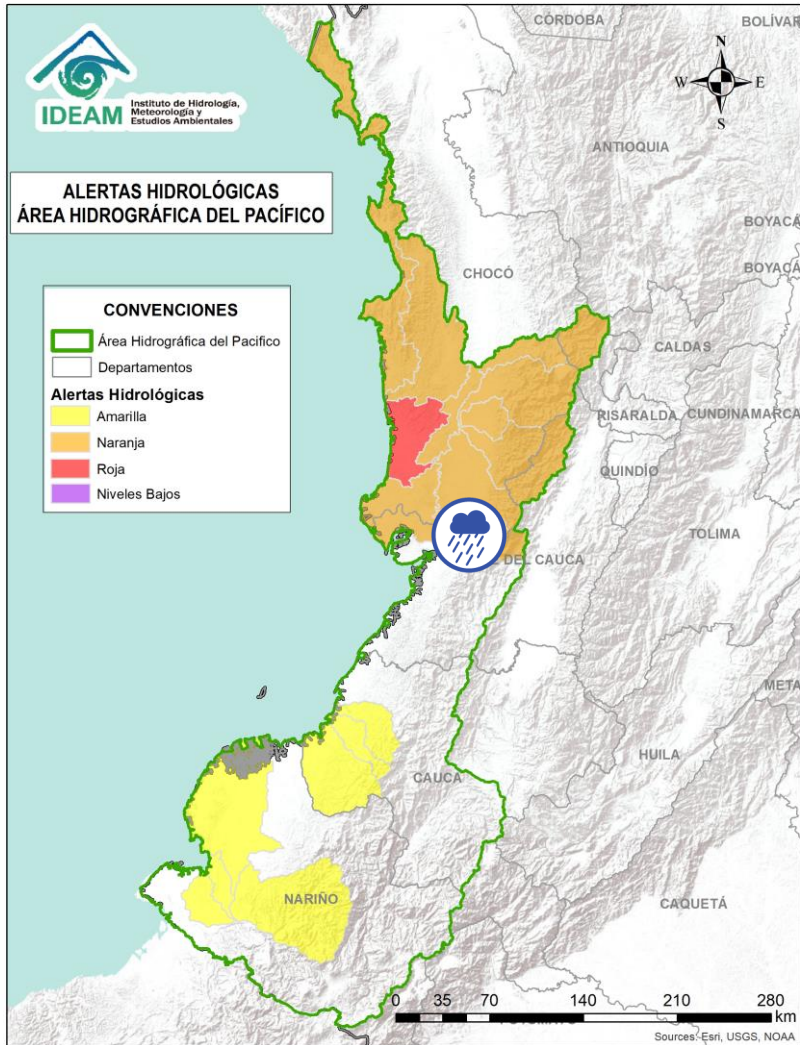 CÓRDOBA
BOLÍVAR
N
W
E
S
IDEAM
Instituto de Hidrología,
Meteorología y
Estudios Ambientales
ANTIOQUIA
ALERTAS HIDROLÓGICAS
ÁREA HIDROGRÁFICA DEL PACÍFICO
BOYACÁ
BOYACÁ
CHOCÓ
CONVENCIONES
Área Hidrográfica del Pacifico
Departamentos
Alertas Hidrológicas
Amarilla
Naranja
Roja
Niveles Bajos
CALDAS
RISARALDA
CUNDINAMARCA
QUINDÍO
TOLIMA
DEL CAUCA
META
HUILA
CAUCA
NARIÑO
CAQUETÁ
0 35 70 140 210 280
km
Sources: Esri, USGS, NOAA